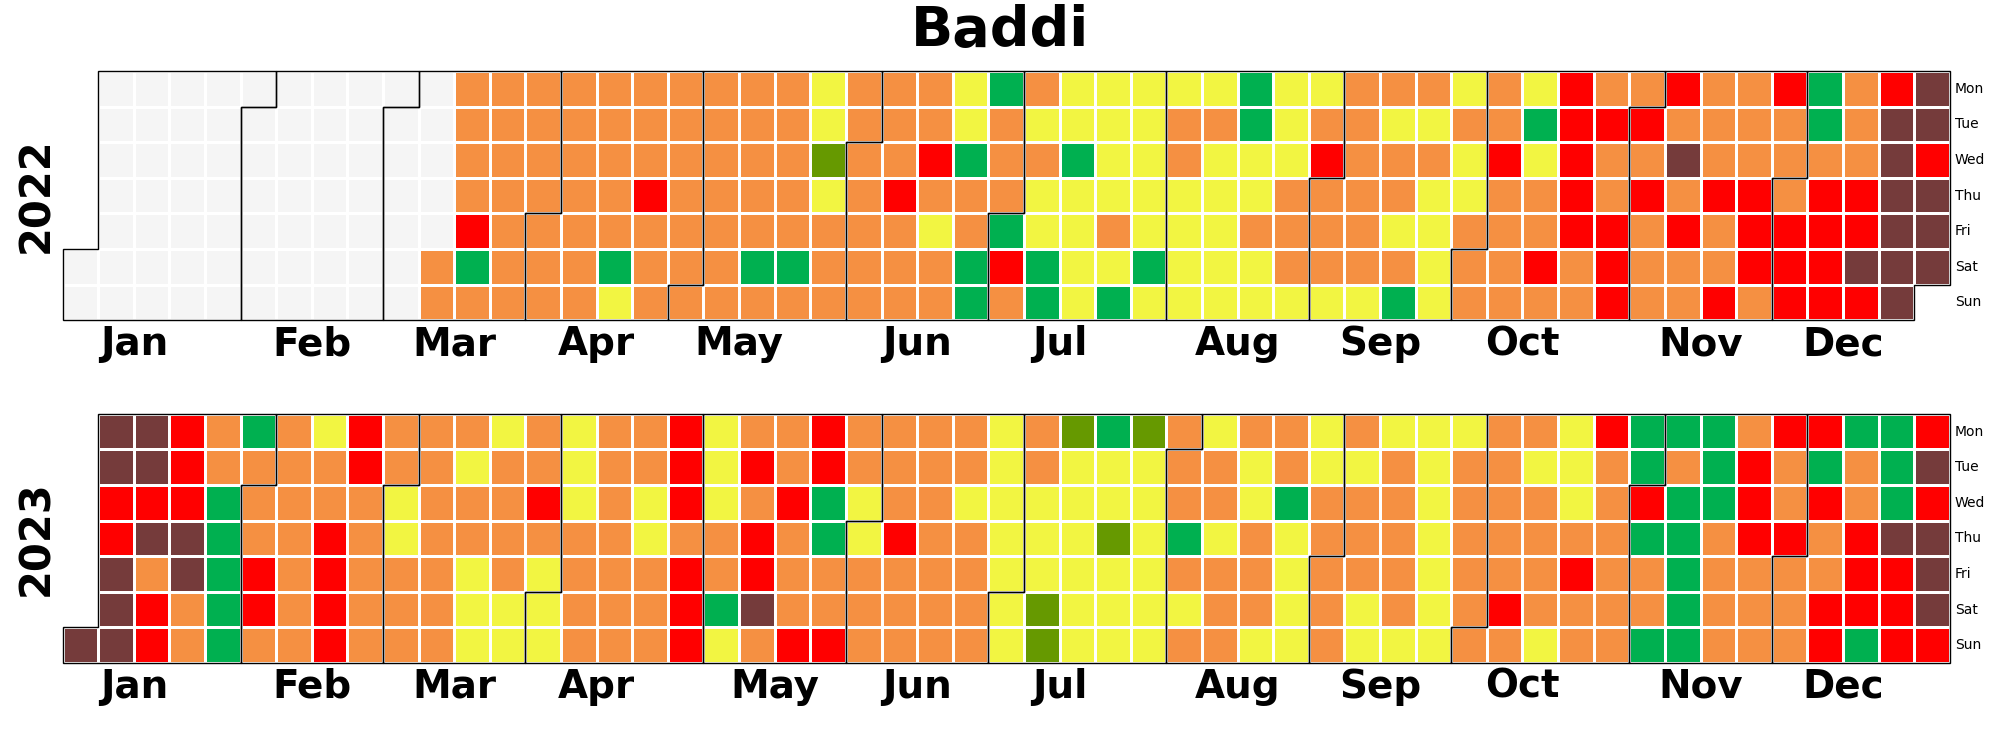 Baddi
2022
Mon
Tue
Wed
Thu
Fri
Sat
Sun
Jan Feb Mar Apr May Jun Jul Aug Sep Oct Nov Dec
2023
Mon
Tue
Wed
Thu
Fri
Sat
Sun
Jan Feb Mar Apr May Jun Jul Aug Sep Oct Nov Dec